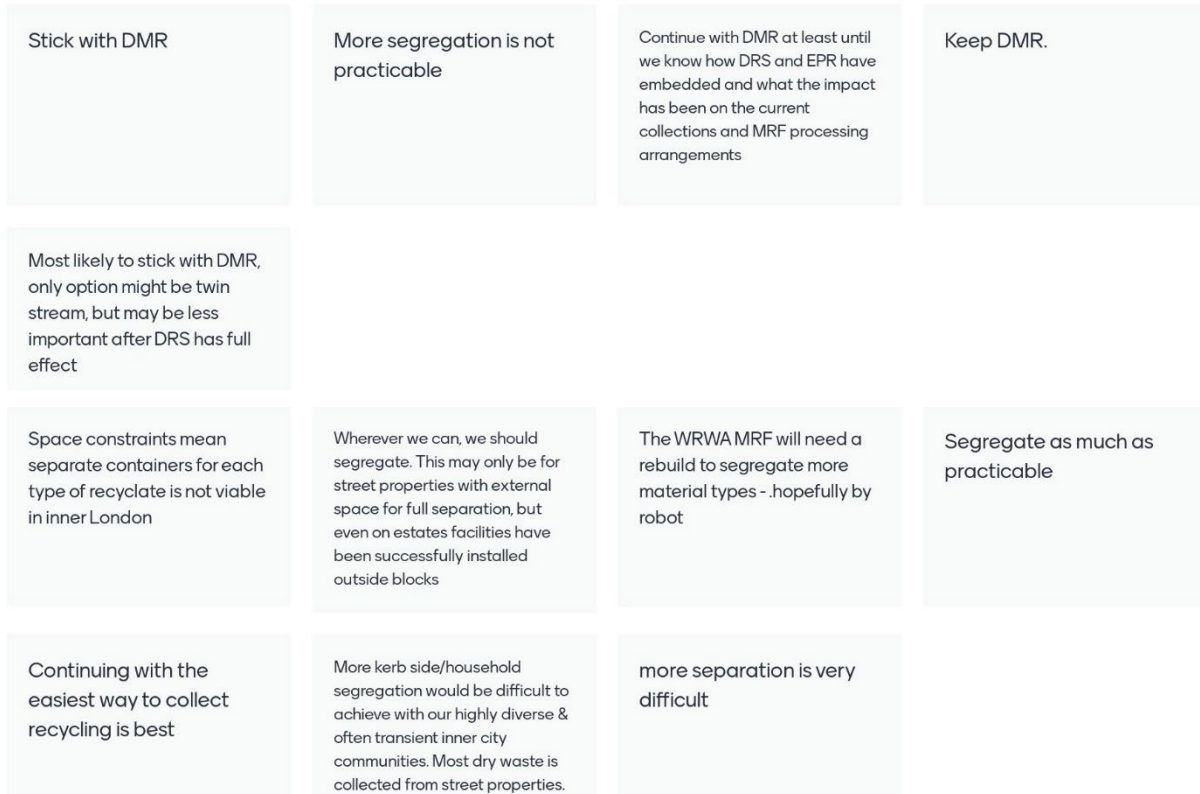 Stick with DMR
More segregation is not
practicable
Continue with DMR at least until
we know how DRS and EPR have
embedded and what the impact
has been on the current
collections and MRF processing
arrangements
Keep DMR.
Most likely to stick with DMR,
only option might be twin
stream, but may be less
important after DRS has full
effect
Space constraints mean
separate containers for each
type of recyclate is not viable
in inner London
Wherever we can, we should
segregate. This may only be for
street properties with external
space for full separation, but
even on estates facilities have
been successfully installed
outside blocks
The WRWA MRF will need a
rebuild to segregate more
material types - .hopefully by
robot
Segregate as much as
practicable
Continuing with the
easiest way to collect
recycling is best
More kerb side/household
segregation would be difficult to
achieve with our highly diverse &
often transient inner city
communities. Most dry waste is
collected from street properties.
more separation is very
difficult